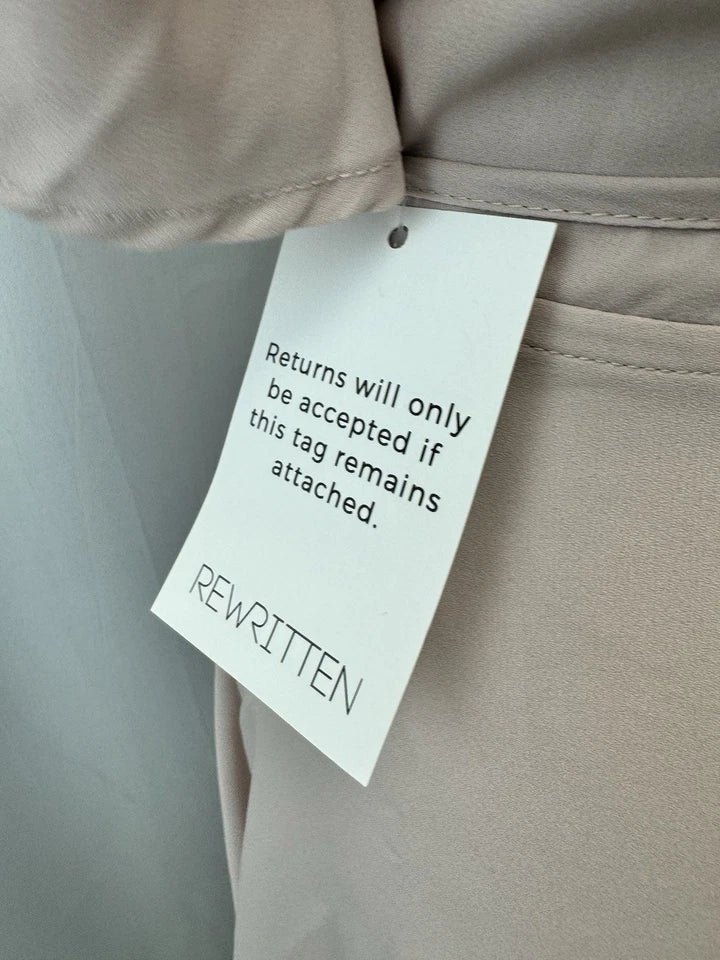 Returns will only
be accepted if
this tag remains
attached.
REWRITTEN